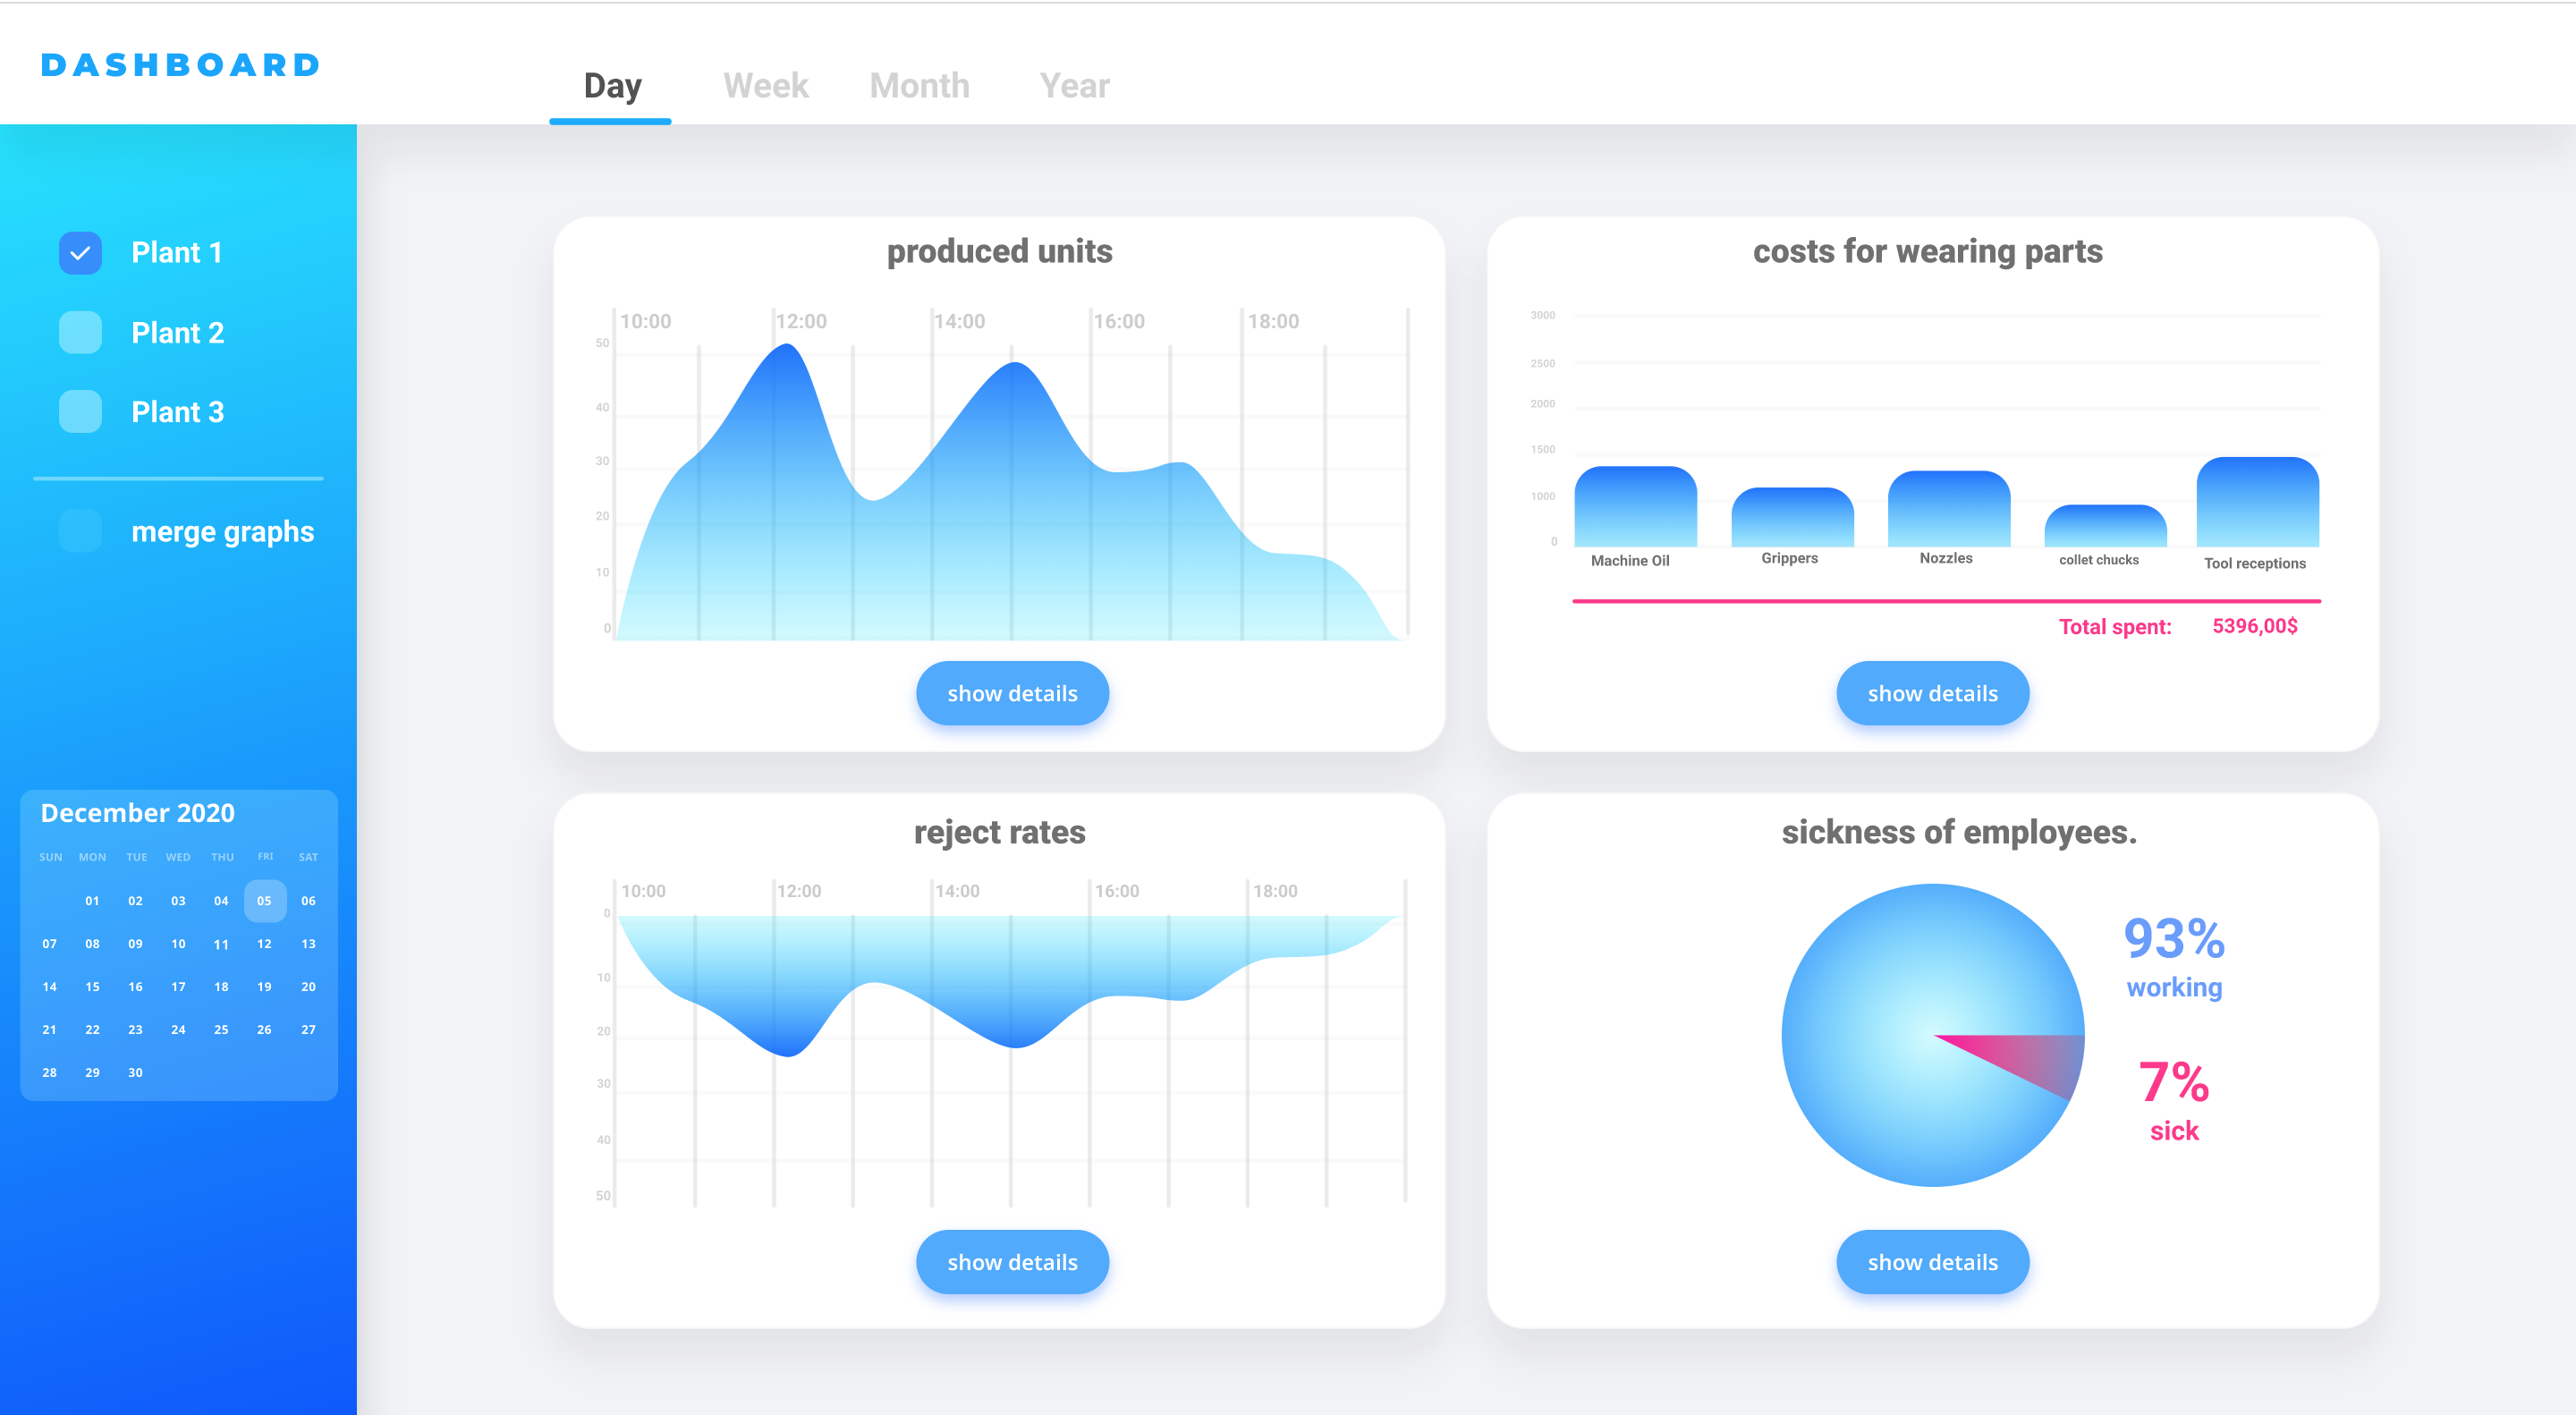 DASHBOARD
Day Week Month Year
Plant 1
Plant 2
Plant 3
merge graphs
December 2020
SUN MON TUE WED THU FRI SAT
01 02 03 04 05 06
07 08 09 10 11 12 13
14 15 16 17 18 19 20
21 22 23 24 25 26 27
28 29 30
produced units
10:00 12:00 14:00 16:00 18:00
50
40
30
20
10
0
show details
costs for wearing parts
3000
2500
2000
1500
1000
0
Machine Oil Grippers Nozzles collet chucks Tool receptions
Total spent: 5396,00$
show details
reject rates
10:00 12:00 14:00 16:00 18:00
0
10
20
30
40
50
show details
sickness of employees.
93%
working
7%
sick
show details